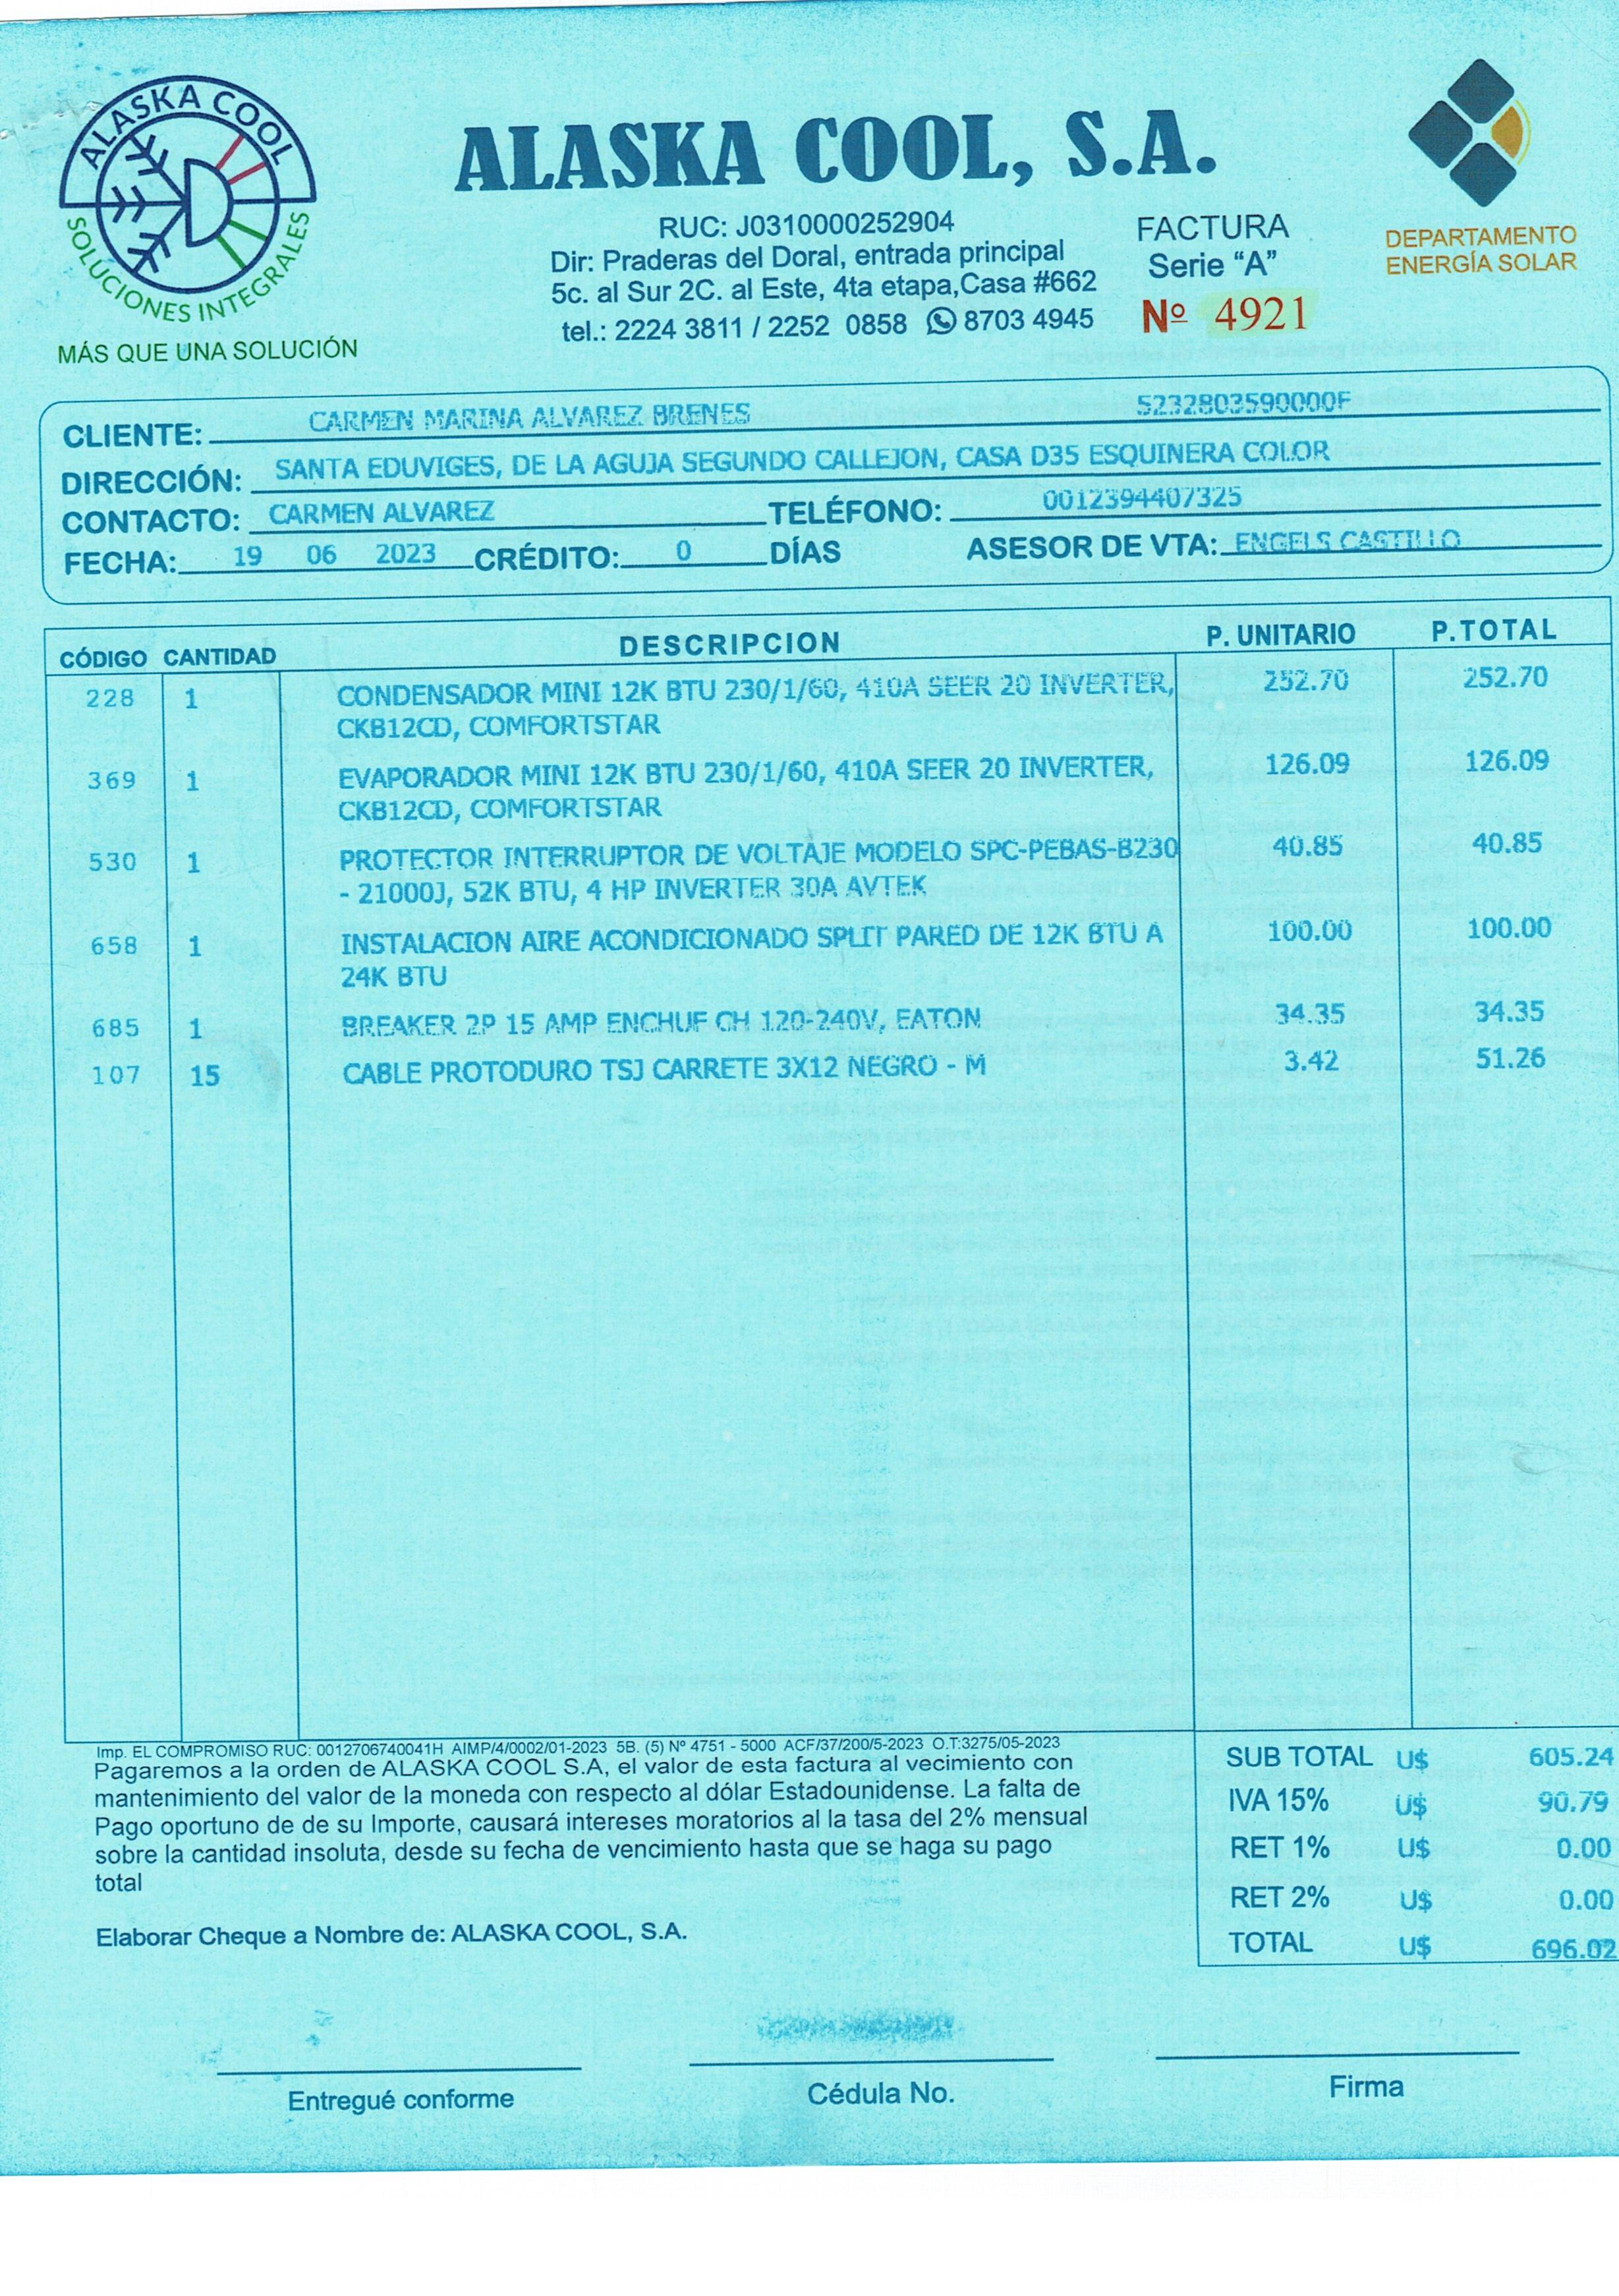 ALASKA COOL
SOLUCIONES INTEGRALES
MÁS QUE UNA SOLUCIÓN
ALASKA COOL, S.A.
RUC: J0310000252904
Dir: Praderas del Doral, entrada principal
5c. al Sur 2C. al Este, 4ta etapa,Casa #662
tel.: 2224 3811 / 2252 0858 8703 4945
FACTURA
Serie “A”
Nº 4921
DEPARTAMENTO
ENERGÍA SOLAR
CLIENTE: CARMEN MARINA ALVAREZ BRENES 5232803590000F
DIRECCIÓN: SANTA EDUVIGES, DE LA AGUJA SEGUNDO CALLEJON, CASA D35 ESQUINERA COLOR
CONTACTO: CARMEN ALVAREZ TELÉFONO: 0012394407325
FECHA: 19 06 2023 CRÉDITO: 0 DÍAS ASESOR DE VTA: ENGELS CASTILLO
CÓDIGO CANTIDAD DESCRIPCION P. UNITARIO P.TOTAL
228 1 CONDENSADOR MINI 12K BTU 230/1/60, 410A SEER 20 INVERTER, 252.70 252.70
CKB12CD, COMFORTSTAR
369 1 EVAPORADOR MINI 12K BTU 230/1/60, 410A SEER 20 INVERTER, 126.09 126.09
CKB12CD, COMFORTSTAR
530 1 PROTECTOR INTERRUPTOR DE VOLTAJE MODELO SPC-PEBAS-B230 40.85 40.85
- 21000J, 52K BTU, 4 HP INVERTER 30A AVTEK
658 1 INSTALACION AIRE ACONDICIONADO SPLIT PARED DE 12K BTU A 100.00 100.00
24K BTU
685 1 BREAKER 2P 15 AMP ENCHUF CH 120-240V, EATON 34.35 34.35
107 15 CABLE PROTODURO TSJ CARRETE 3X12 NEGRO - M 3.42 51.26
Imp. EL COMPROMISO RUC: 0012706740041H AIMP/4/0002/01-2023 5B. (5) Nº 4751 - 5000 ACF/37/200/5-2023 O.T:3275/05-2023
Pagaremos a la orden de ALASKA COOL S.A, el valor de esta factura al vecimiento con
mantenimiento del valor de la moneda con respecto al dólar Estadounidense. La falta de
Pago oportuno de de su Importe, causará intereses moratorios al la tasa del 2% mensual
sobre la cantidad insoluta, desde su fecha de vencimiento hasta que se haga su pago
total
Elaborar Cheque a Nombre de: ALASKA COOL, S.A.
SUB TOTAL U$ 605.24
IVA 15% U$ 90.79
RET 1% U$ 0.00
RET 2% U$ 0.00
TOTAL U$ 696.02
Entregué conforme
Cédula No.
Firma